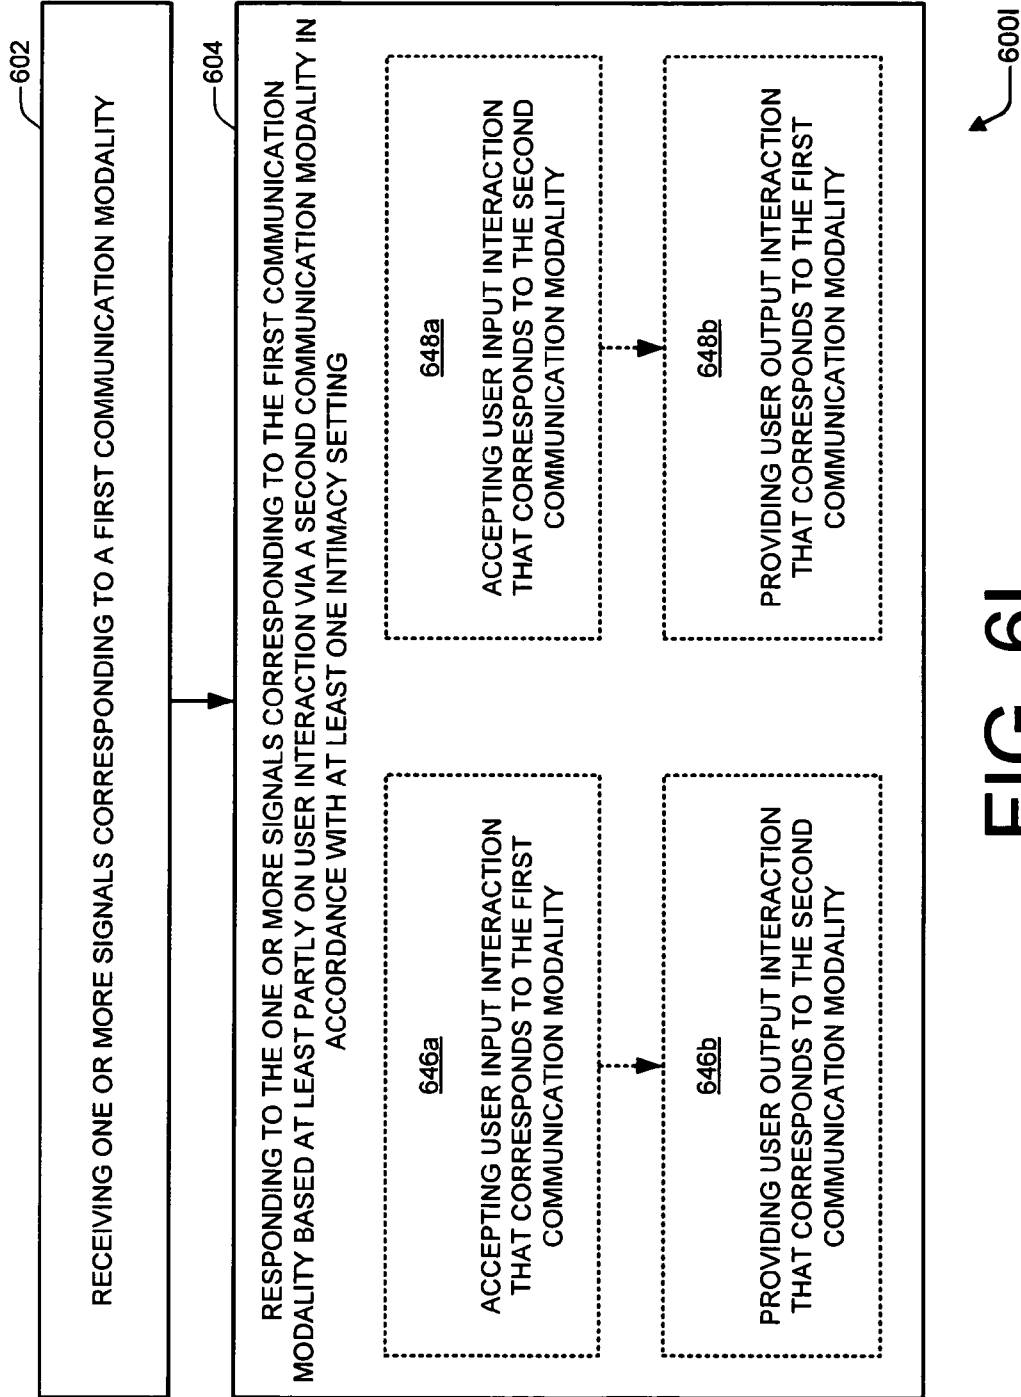 602
RECEIVING ONE OR MORE SIGNALS CORRESPONDING TO A FIRST COMMUNICATION MODALITY
604
RESPONDING TO THE ONE OR MORE SIGNALS CORRESPONDING TO THE FIRST COMMUNICATION
MODALITY BASED AT LEAST PARTLY ON USER INTERACTION VIA A SECOND COMMUNICATION MODALITY IN
ACCORDANCE WITH AT LEAST ONE INTIMACY SETTING
646a
ACCEPTING USER INPUT INTERACTION
THAT CORRESPONDS TO THE FIRST
COMMUNICATION MODALITY
646b
PROVIDING USER OUTPUT INTERACTION
THAT CORRESPONDS TO THE SECOND
COMMUNICATION MODALITY
648a
ACCEPTING USER INPUT INTERACTION
THAT CORRESPONDS TO THE SECOND
COMMUNICATION MODALITY
648b
PROVIDING USER OUTPUT INTERACTION
THAT CORRESPONDS TO THE FIRST
COMMUNICATION MODALITY
600I
FIG. 6I